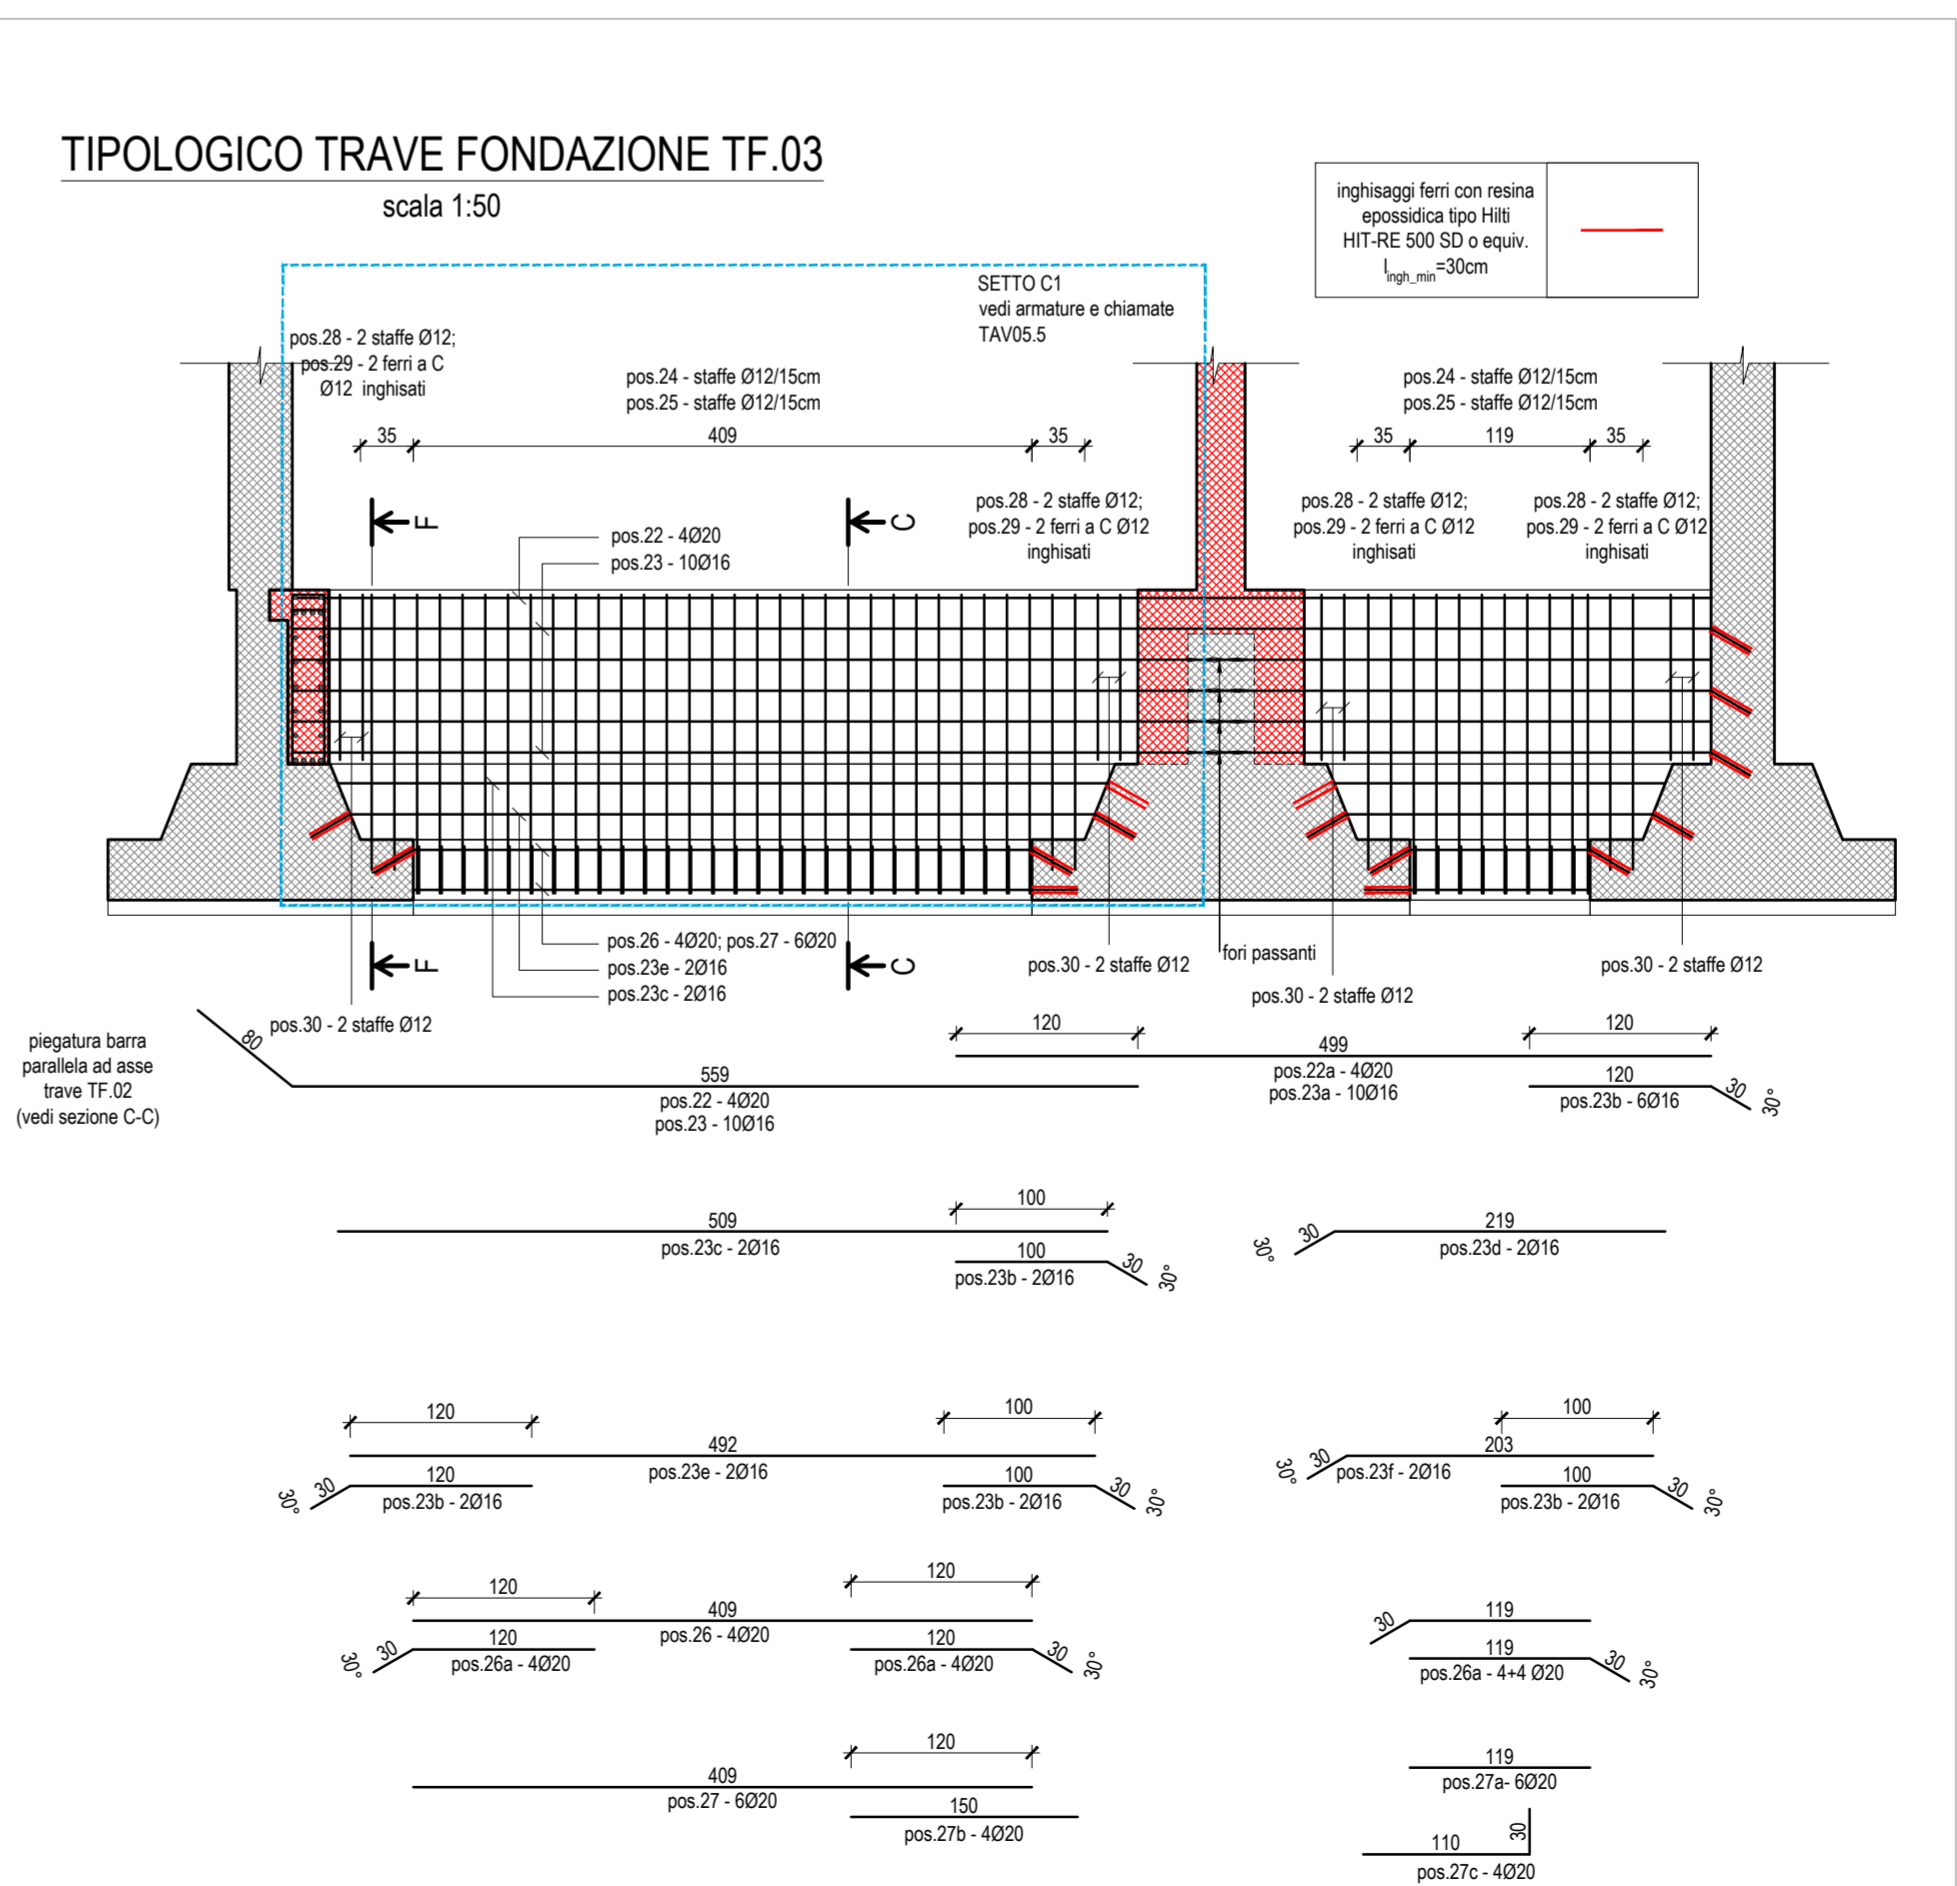 TIPOLOGICO TRAVE FONDAZIONE TF.03
scala 1:50
inghisaggi ferri con resina
epossidica tipo Hilti
HIT-RE 500 SD o equiv.
lingh_min=30cm
SETTO C1
vedi armature e chiamate
TAV05.5
pos.28 - 2 staffe Ø12;
pos.29 - 2 ferri a C
Ø12 inghisati
pos.24 - staffe Ø12/15cm
pos.25 - staffe Ø12/15cm
pos.24 - staffe Ø12/15cm
pos.25 - staffe Ø12/15cm
35
409
35
35
119
35
pos.28 - 2 staffe Ø12;
pos.29 - 2 ferri a C Ø12
inghisati
pos.28 - 2 staffe Ø12;
pos.29 - 2 ferri a C Ø12
inghisati
pos.28 - 2 staffe Ø12;
pos.29 - 2 ferri a C Ø12
inghisati
F
C
pos.22 - 4Ø20
pos.23 - 10Ø16
F
C
pos.26 - 4Ø20; pos.27 - 6Ø20
pos.23e - 2Ø16
pos.23c - 2Ø16
pos.30 - 2 staffe Ø12
fori passanti
pos.30 - 2 staffe Ø12
pos.30 - 2 staffe Ø12
pos.30 - 2 staffe Ø12
piegatura barra
parallela ad asse
trave TF.02
(vedi sezione C-C)
80
559
pos.22 - 4Ø20
pos.23 - 10Ø16
120
499
120
pos.22a - 4Ø20
pos.23a - 10Ø16
120
30
30°
pos.23b - 6Ø16
509
pos.23c - 2Ø16
100
100
30
30°
pos.23b - 2Ø16
30°
30
219
pos.23d - 2Ø16
120
492
100
pos.23e - 2Ø16
30°
30
120
pos.23b - 2Ø16
100
30
30°
pos.23b - 2Ø16
100
203
30°
30
pos.23f - 2Ø16
100
30
30°
pos.23b - 2Ø16
120
409
120
pos.26 - 4Ø20
30°
30
120
pos.26a - 4Ø20
120
30
30°
pos.26a - 4Ø20
30
119
119
30
30°
pos.26a - 4+4 Ø20
120
409
pos.27 - 6Ø20
150
pos.27b - 4Ø20
119
pos.27a- 6Ø20
110
30
pos.27c - 4Ø20